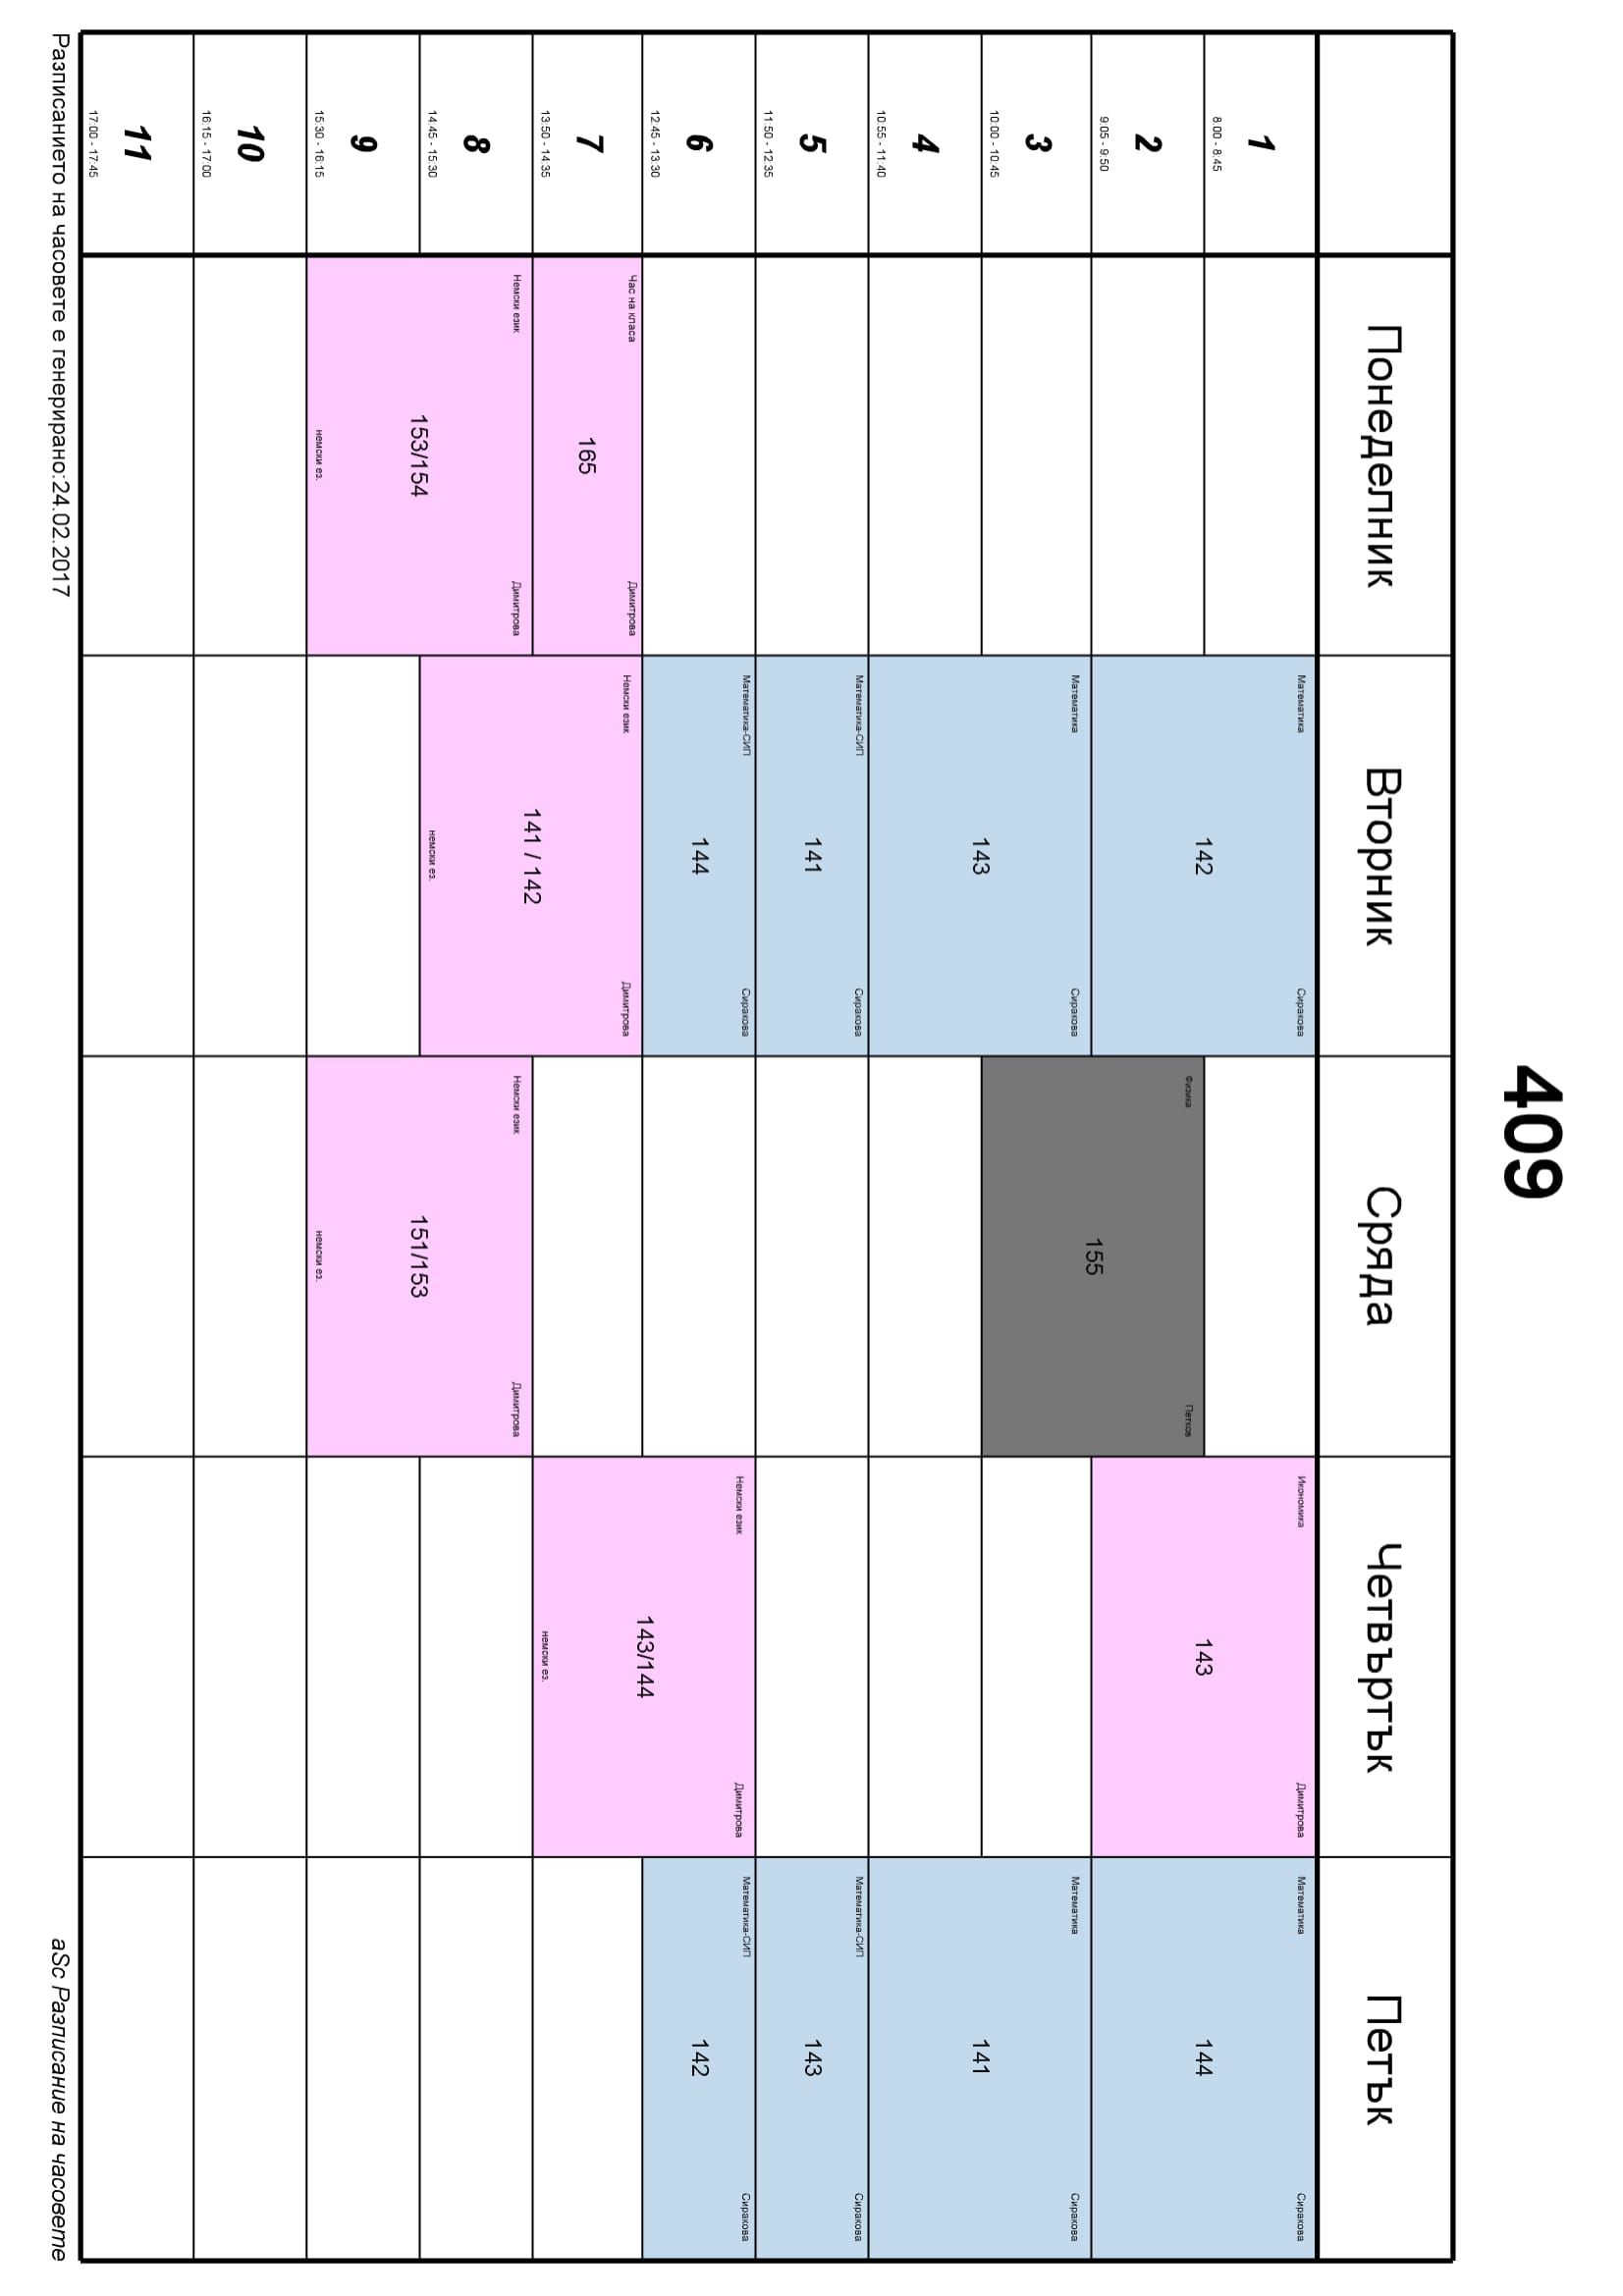 409
Понеделник
Вторник
Сряда
Четвъртък
Петък
1
8:00 - 8:45
Математика
Сиракова
142
Икономика
Димитрова
143
Математика
Сиракова
144
2
9:05 - 9:50
Физика
Петков
155
3
10:00 - 10:45
Математика
Сиракова
143
Математика
Сиракова
141
4
10:55 - 11:40
5
11:50 - 12:35
Математика-СИП
Сиракова
141
Математика-СИП
Сиракова
143
6
12:45 - 13:30
Математика-СИП
Сиракова
144
Немски език
Димитрова
143/144
немски ез.
Математика-СИП
Сиракова
142
7
13:50 - 14:35
Час на класа
Димитрова
165
Немски език
Димитрова
141 / 142
немски ез.
8
14:45 - 15:30
Немски език
Димитрова
153/154
немски ез.
Немски език
Димитрова
151/153
немски ез.
9
15:30 - 16:15
10
16:15 - 17:00
11
17:00 - 17:45
Разписанието на часовете е генерирано:24.02.2017
aSc Разписание на часовете